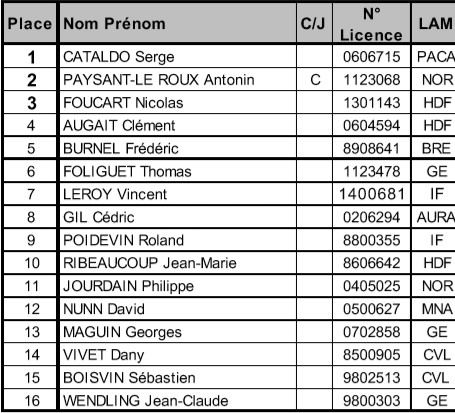 Place Nom Prénom C/J N° Licence LAM
1 CATALDO Serge 0606715 PACA
2 PAYSANT-LE ROUX Antonin C 1123068 NOR
3 FOUCART Nicolas 1301143 HDF
4 AUGAIT Clément 0604594 HDF
5 BURNEL Frédéric 8908641 BRE
6 FOLIGUET Thomas 1123478 GE
7 LEROY Vincent 1400681 IF
8 GIL Cédric 0206294 AURA
9 POIDEVIN Roland 8800355 IF
10 RIBEAUCOUP Jean-Marie 8606642 HDF
11 JOURDAIN Philippe 0405025 NOR
12 NUNN David 0500627 MNA
13 MAGUIN Georges 0702858 GE
14 VIVET Dany 8500905 CVL
15 BOISVIN Sébastien 9802513 CVL
16 WENDLING Jean-Claude 9800303 GE